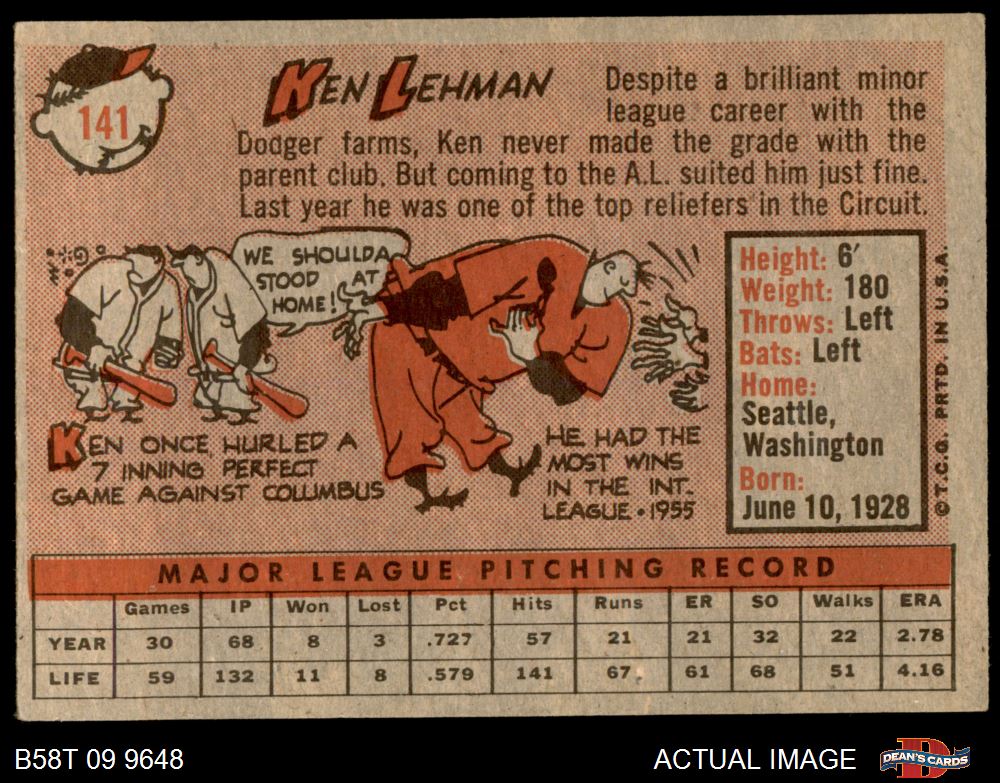 141
KEN LEHMAN
Despite a brilliant minor
league career with the
Dodger farms, Ken never made the grade with the
parent club. But coming to the A.L. suited him just fine.
Last year he was one of the top reliefers in the Circuit.
WE SHOULDA
STOOD AT
HOME!
KEN ONCE HURLED A
7 INNING PERFECT
GAME AGAINST COLUMBUS
HE HAD THE
MOST WINS
IN THE INT.
LEAGUE • 1955
Height: 6′
Weight: 180
Throws: Left
Bats: Left
Home:
Seattle,
Washington
Born:
June 10, 1928
© T.C.G. PRTD. IN U.S.A.
MAJOR LEAGUE PITCHING RECORD
Games IP Won Lost Pct Hits Runs ER SO Walks ERA
YEAR 30 68 8 3 .727 57 21 21 32 22 2.78
LIFE 59 132 11 8 .579 141 67 61 68 51 4.16
B58T 09 9648
ACTUAL IMAGE
DEAN'S CARDS